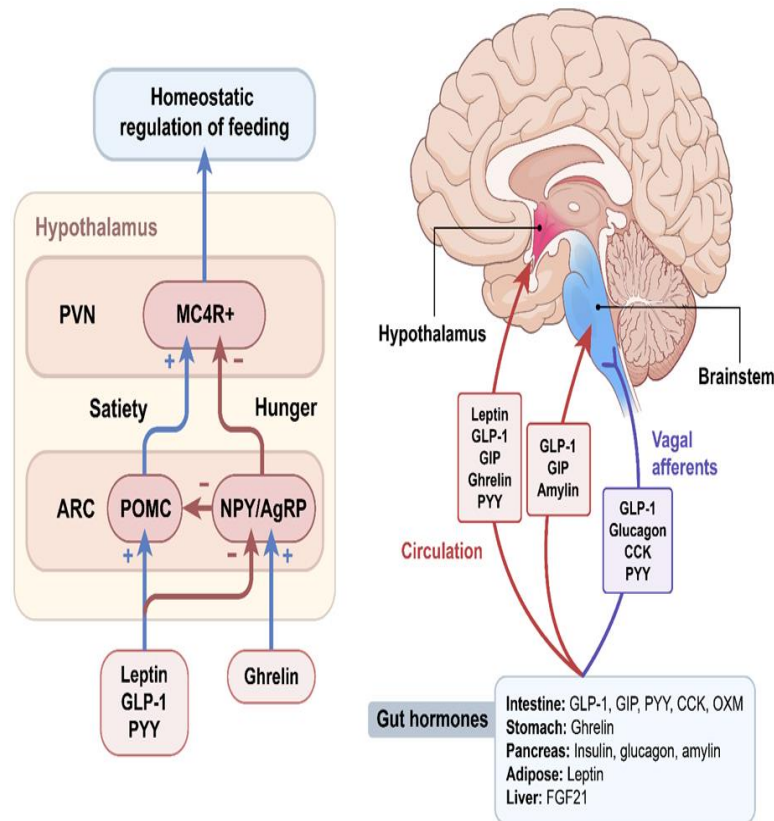 Homeostatic
regulation of feeding
Hypothalamus
PVN
MC4R+
+
-
Satiety
Hunger
ARC
POMC
-
NPY/AgRP
+
-
+
Leptin
GLP-1
PYY
Ghrelin
Hypothalamus
Brainstem
Leptin
GLP-1
GIP
Ghrelin
PYY
GLP-1
GIP
Amylin
Vagal
afferents
GLP-1
Glucagon
CCK
PYY
Circulation
Gut hormones
Intestine: GLP-1, GIP, PYY, CCK, OXM
Stomach: Ghrelin
Pancreas: Insulin, glucagon, amylin
Adipose: Leptin
Liver: FGF21